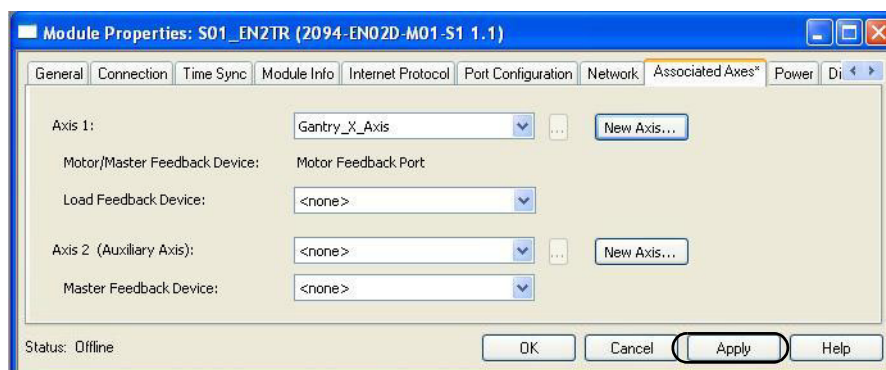 Module Properties: S01_EN2TR (2094-EN02D-M01-S1 1.1)
General Connection Time Sync Module Info Internet Protocol Port Configuration Network Associated Axes* Power Di
Axis 1: Gantry_X_Axis ... New Axis...
Motor/Master Feedback Device: Motor Feedback Port
Load Feedback Device: <none>
Axis 2 (Auxiliary Axis): <none> ... New Axis...
Master Feedback Device: <none>
Status: Offline OK Cancel Apply Help